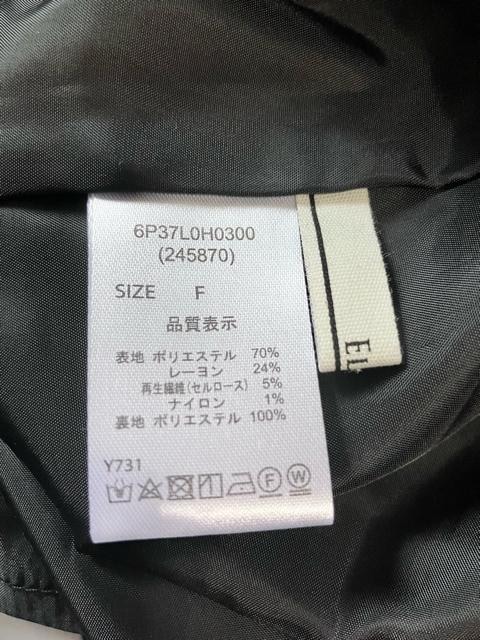 6P37L0H0300
(245870)
SIZE F
品質表示
表地 ポリエステル 70%
レーヨン 24%
再生繊維(セルロース) 5%
ナイロン 1%
裏地 ポリエステル 100%
Y731
F W
EL